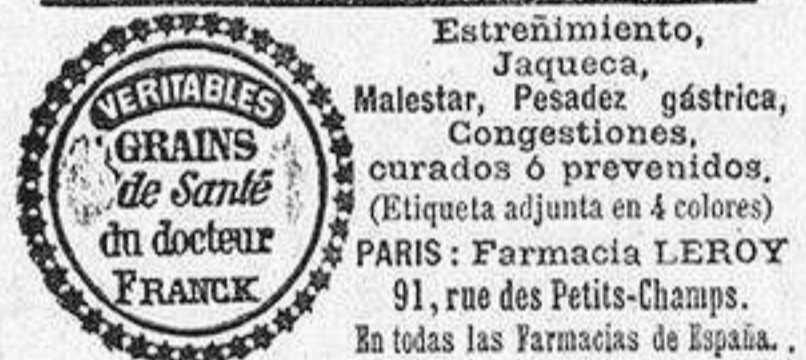 VERITABLES
GRAINS
de Santé
du docteur
FRANCK
Estreñimiento,
Jaqueca,
Malestar, Pesadez gástrica,
Congestiones,
curados ó prevenidos.
(Etiqueta adjunta en 4 colores)
PARIS : Farmacia LEROY
91, rue des Petits-Champs.
En todas las Farmacias de España. .